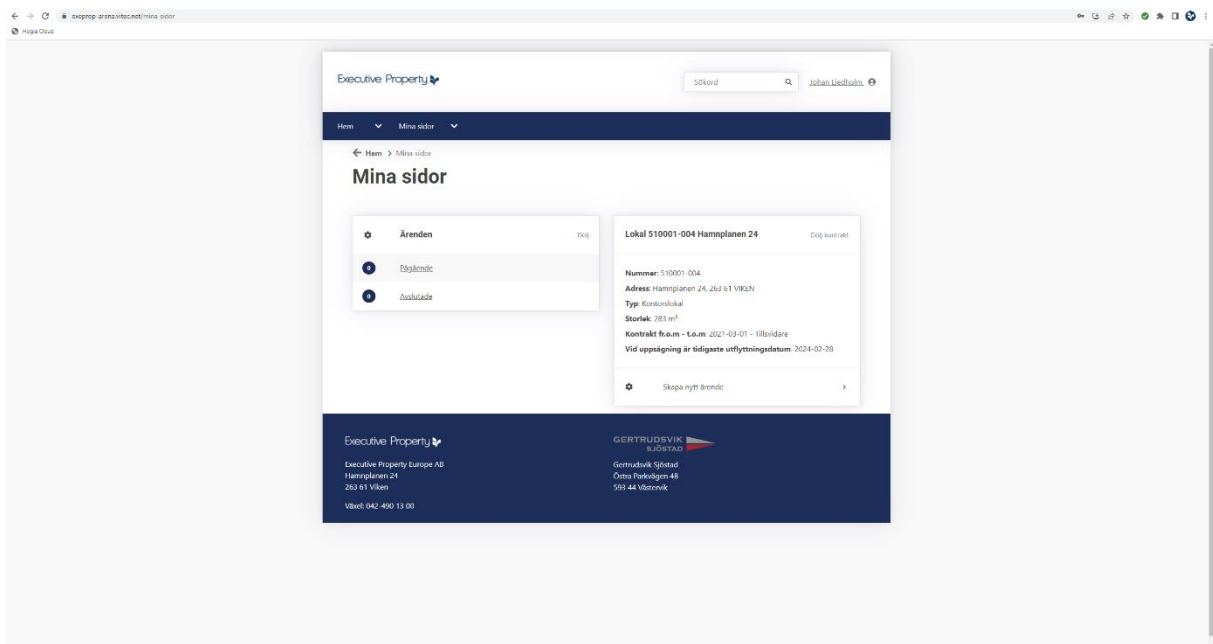 exeprop-arena.vitec.net/mina-sidor
Hogia Cloud
Executive Property
Sökord
Johan Liedholm
Hem
Mina sidor
Hem > Mina sidor
Mina sidor
Ärenden
Dölj
0 Pågående
0 Avslutade
Lokal 510001-004 Hamnplanen 24
Dölj kontrakt
Nummer: 510001-004
Adress: Hamnplanen 24, 263 61 VIKEN
Typ: Kontorslokal
Storlek: 283 m²
Kontrakt fr.o.m - t.o.m: 2021-03-01 - Tillsvidare
Vid uppsägning är tidigaste utflyttningsdatum: 2024-02-28
Skapa nytt ärende
Executive Property
Executive Property Europe AB
Hamnplanen 24
263 61 Viken
Växel: 042-490 13 00
GERTRUDSVIK
SJÖSTAD
Gertrudsvik Sjöstad
Östra Parkvägen 48
593 44 Västervik